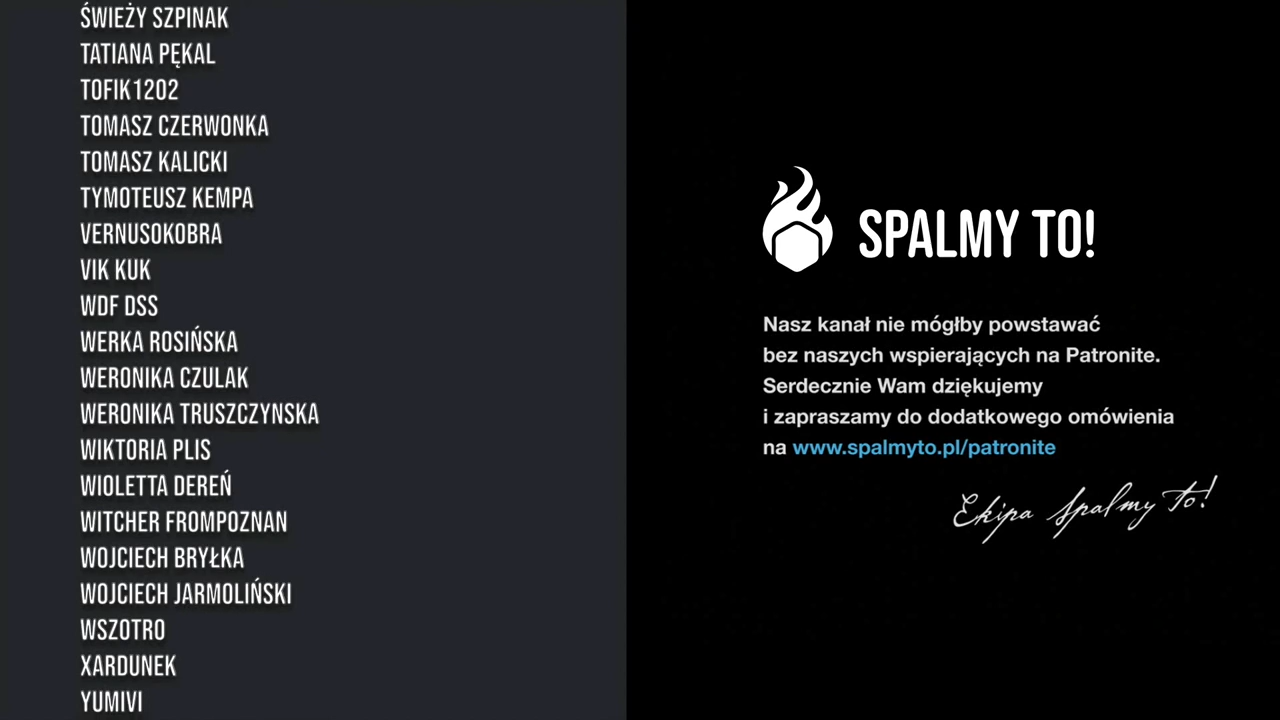 ŚWIEŻY SZPINAK
TATIANA PĘKAL
TOFIK1202
TOMASZ CZERWONKA
TOMASZ KALICKI
TYMOTEUSZ KEMPA
VERNUSOKOBRA
VIK KUK
WDF DSS
WERKA ROSIŃSKA
WERONIKA CZULAK
WERONIKA TRUSZCZYNSKA
WIKTORIA PLIS
WIOLETTA DEREŃ
WITCHER FROMPOZNAN
WOJCIECH BRYŁKA
WOJCIECH JARMOLIŃSKI
WSZOTRO
XARDUNEK
YUMIVI
SPALMY TO!
Nasz kanał nie mógłby powstawać
bez naszych wspierających na Patronite.
Serdecznie Wam dziękujemy
i zapraszamy do dodatkowego omówienia
na www.spalmyto.pl/patronite
Ekipa Spalmy To!